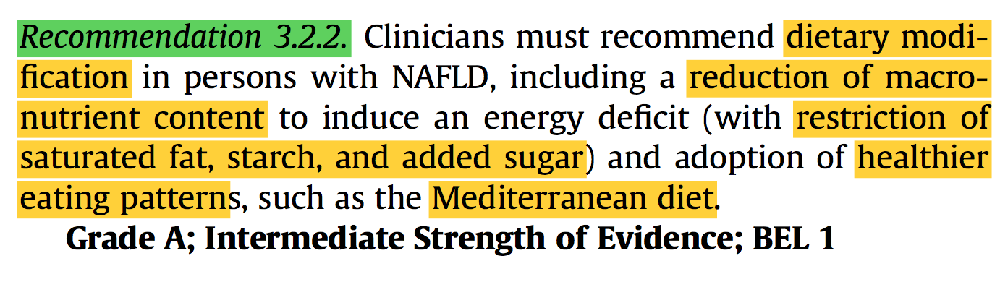 Recommendation 3.2.2. Clinicians must recommend dietary modi-
fication in persons with NAFLD, including a reduction of macro-
nutrient content to induce an energy deficit (with restriction of
saturated fat, starch, and added sugar) and adoption of healthier
eating patterns, such as the Mediterranean diet.
Grade A; Intermediate Strength of Evidence; BEL 1